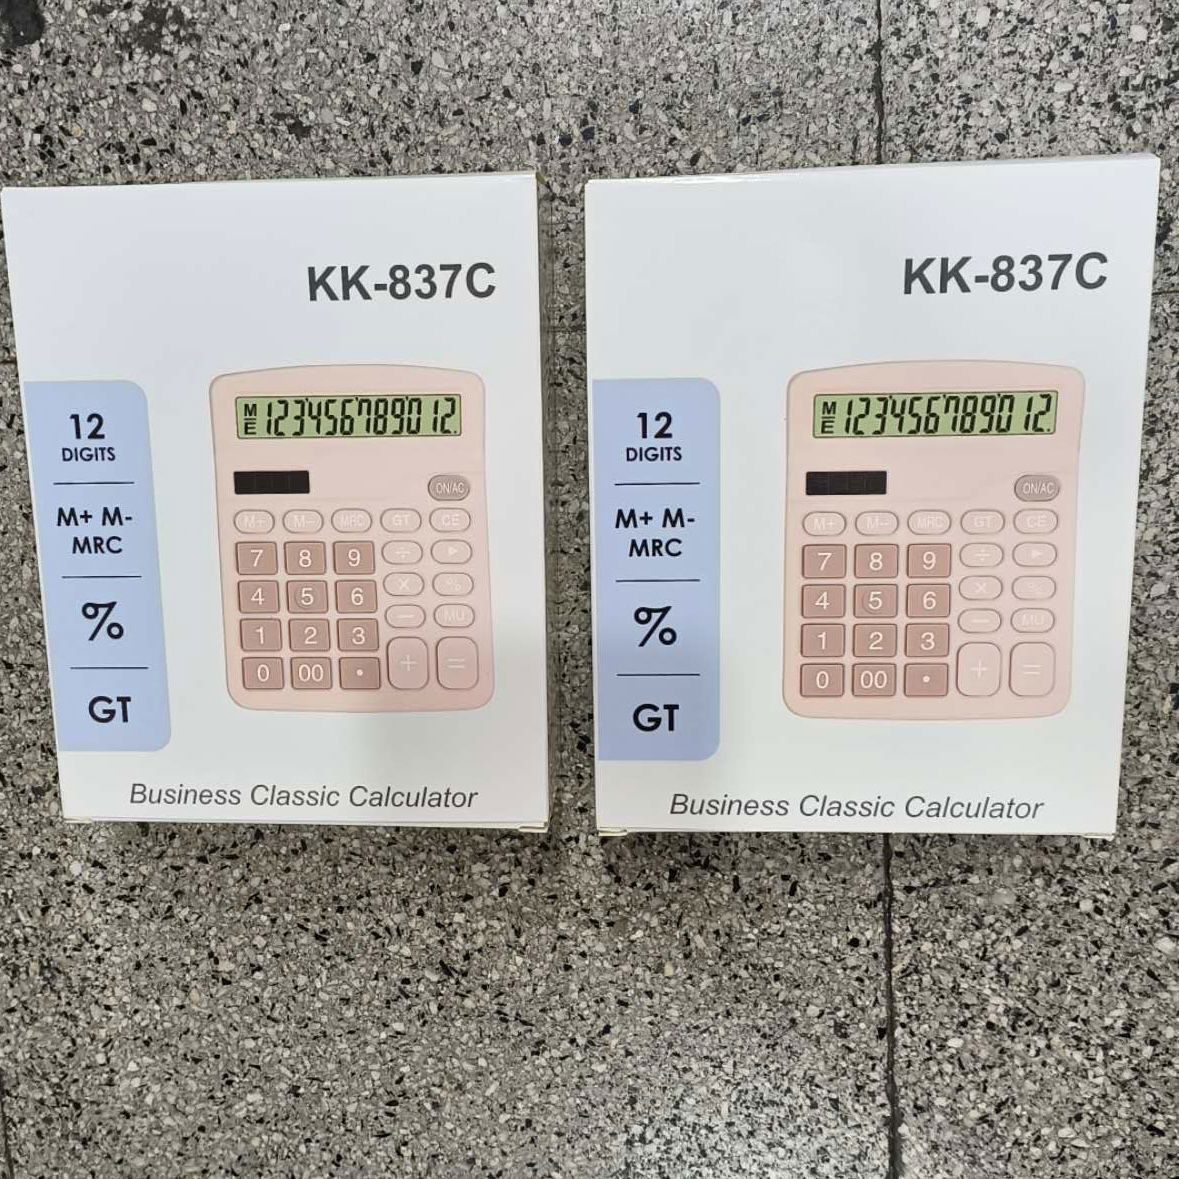 KK-837C
12
DIGITS
M+ M-
MRC
%
GT
M
E
123456789012.
ON/AC
M+ M- MRC GT CE
7 8 9 ÷ ▶
4 5 6 × %
1 2 3 − MU
0 00 • + =
Business Classic Calculator
KK-837C
12
DIGITS
M+ M-
MRC
%
GT
M
E
123456789012.
ON/AC
M+ M- MRC GT CE
7 8 9 ÷ ▶
4 5 6 × %
1 2 3 − MU
0 00 • + =
Business Classic Calculator